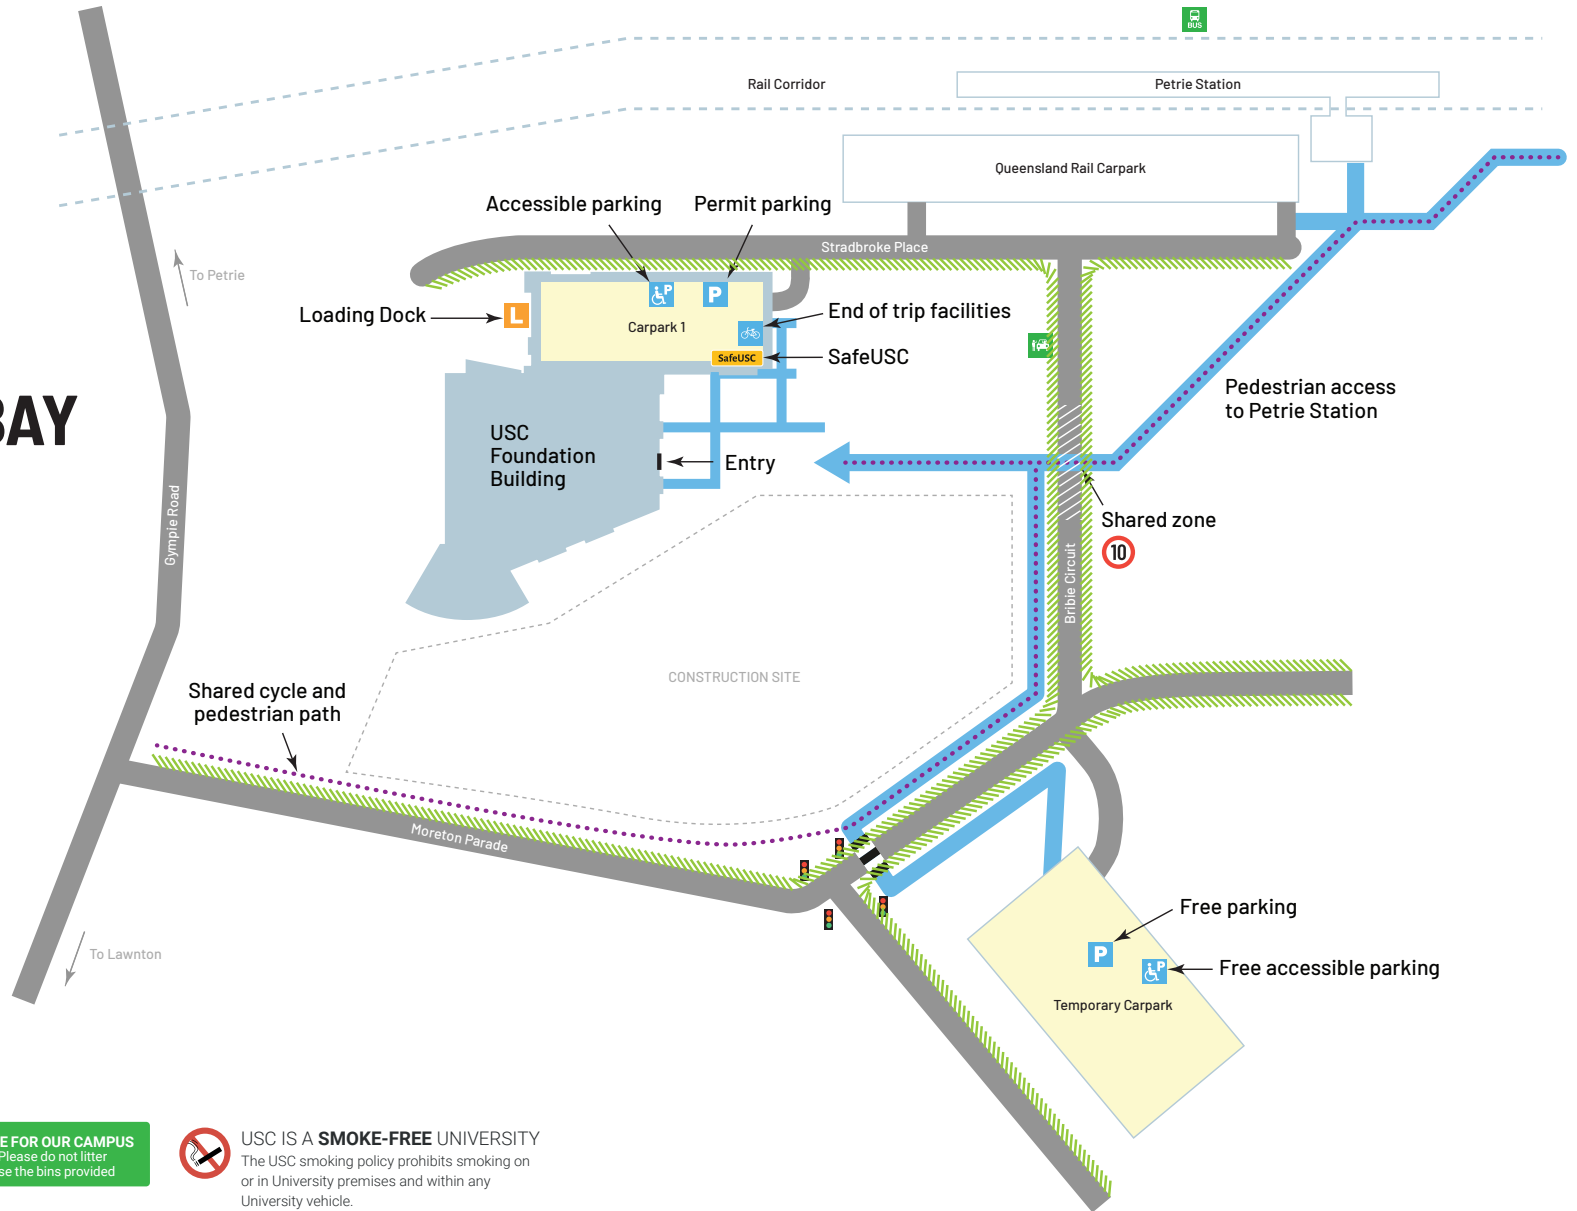 BUS
Rail Corridor
Petrie Station
Queensland Rail Carpark
Accessible parking
Permit parking
Stradbroke Place
To Petrie
P
P
Loading Dock
L
Carpark 1
End of trip facilities
SafeUSC
SafeUSC
Pedestrian access
to Petrie Station
BAY
USC
Foundation
Building
Entry
Shared zone
10
Gympie Road
Bribie Circuit
CONSTRUCTION SITE
Shared cycle and
pedestrian path
Moreton Parade
Free parking
P
P
Free accessible parking
To Lawnton
Temporary Carpark
E FOR OUR CAMPUS
Please do not litter
se the bins provided
USC IS A SMOKE-FREE UNIVERSITY
The USC smoking policy prohibits smoking on
or in University premises and within any
University vehicle.